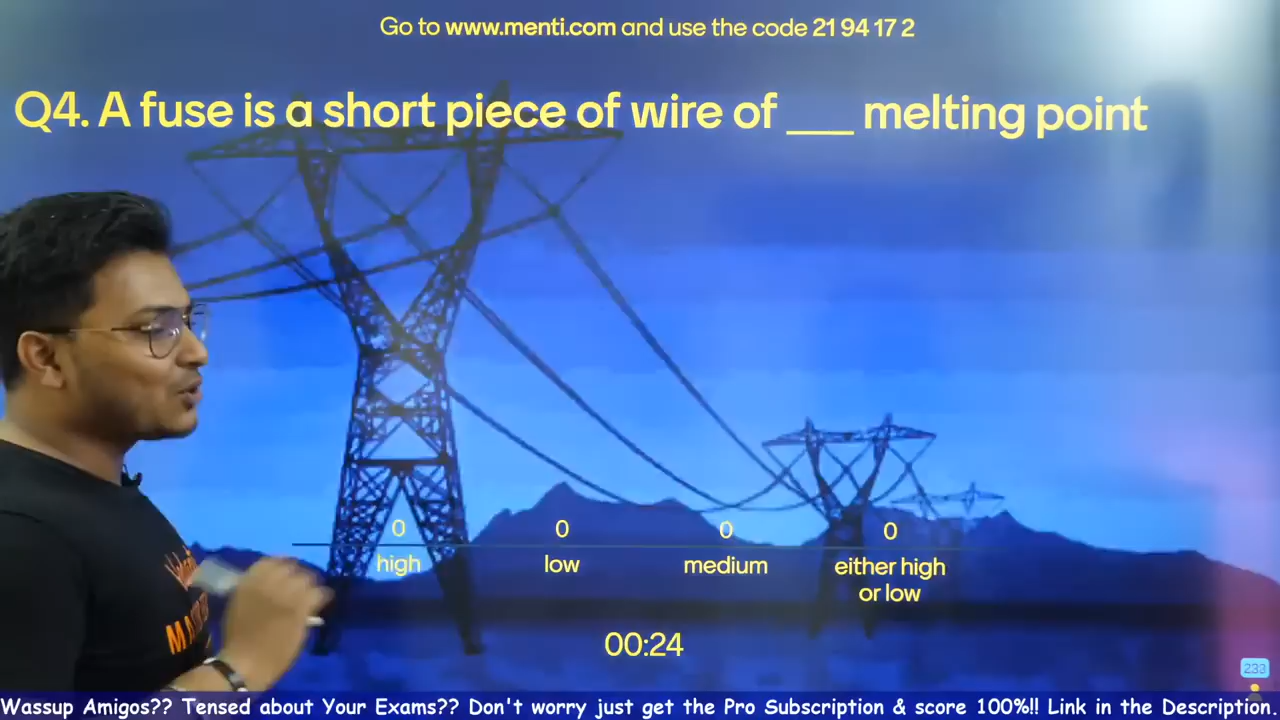 Go to www.menti.com and use the code 21 94 17 2
Q4. A fuse is a short piece of wire of ___ melting point
0 0 0 0
high low medium either high
or low
00:24
233
Wassup Amigos?? Tensed about Your Exams?? Don't worry just get the Pro Subscription & score 100%!! Link in the Description.